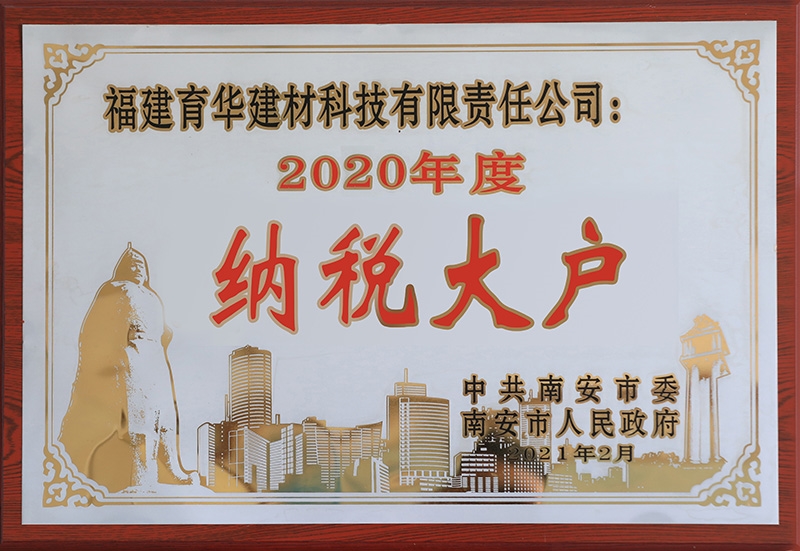 福建育华建材科技有限责任公司：
2020年度
纳税大户
中共南安市委
南安市人民政府
2021年2月